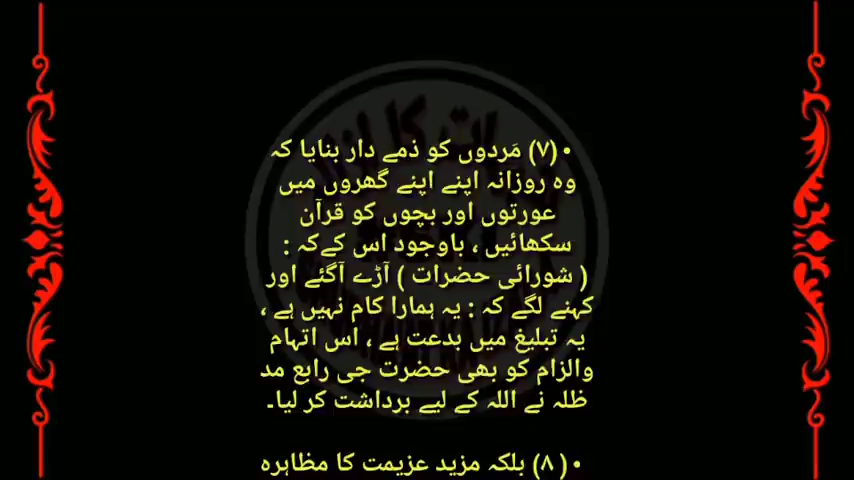 • (۷) مَردوں کو ذمے دار بنایا کہ
وہ روزانہ اپنے اپنے گھروں میں
عورتوں اور بچوں کو قرآن
سکھائیں ، باوجود اس کےکہ :
( شورائی حضرات ) آڑے آگئے اور
کہنے لگے کہ : یہ ہمارا کام نہیں ہے ،
یہ تبلیغ میں بدعت ہے ، اس اتہام
والزام کو بھی حضرت جی رابع مد
ظلہ نے اللہ کے لیے برداشت کر لیا۔
• (۸) بلکہ مزید عزیمت کا مظاہرہ